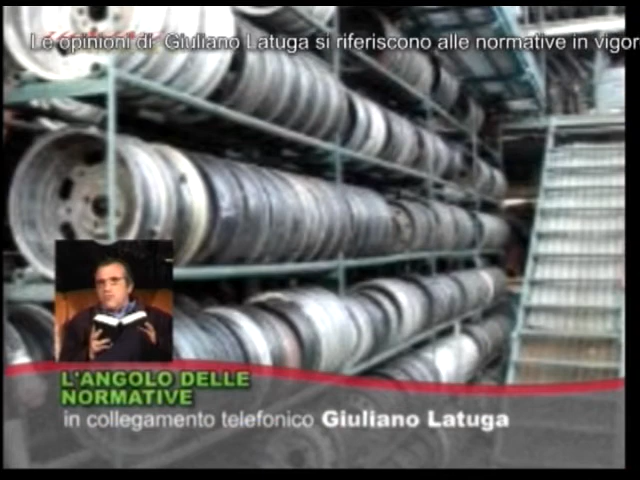 Le opinioni di Giuliano Latuga si riferiscono alle normative in vigor
L'ANGOLO DELLE
NORMATIVE
in collegamento telefonico Giuliano Latuga